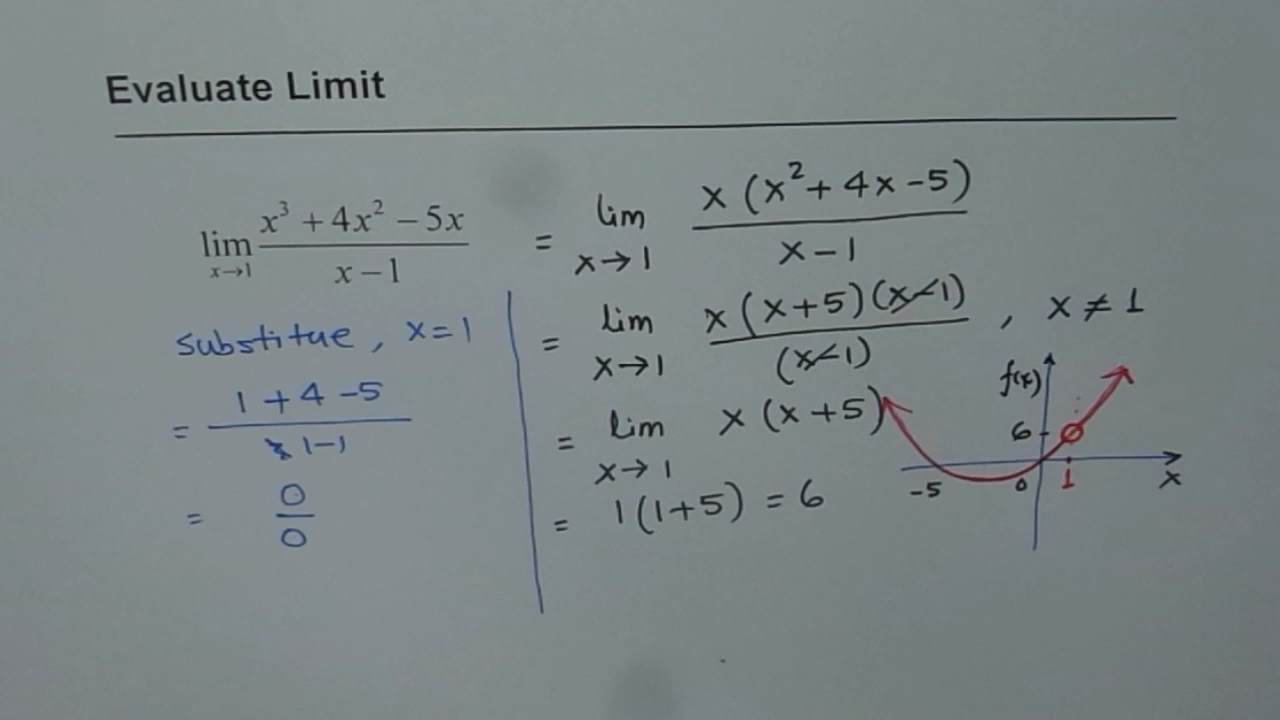 Evaluate Limit
lim x→1 (x³ + 4x² − 5x)/(x − 1) = lim x→1 x(x² + 4x − 5)/(x − 1)
substitue, x = 1
= (1 + 4 − 5)/(1 − 1)
= 0/0
= lim x→1 x(x + 5)(x − 1)/(x − 1) , x ≠ 1
= lim x→1 x(x + 5)
= 1(1 + 5) = 6
f(x)
6
-5
0
1
x